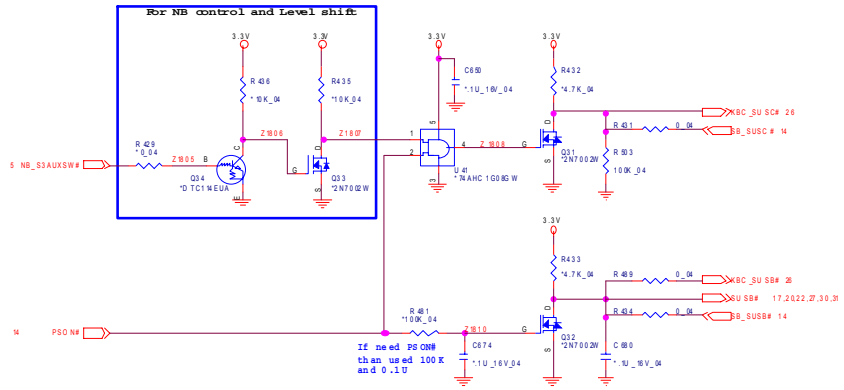 For NB control and Level shift
3.3V
3.3V
3.3V
3.3V
R436
*10K_04
R435
*10K_04
C650
*.1U_16V_04
R432
*4.7K_04
KBC_SUSC# 26
R431
0_04
SB_SUSC# 14
R503
100K_04
5 NB_S3AUXSW#
R429
*0_04
Z1805
B
C
E
Q34
*DTC114EUA
Z1806
G
D
S
Q33
*2N7002W
Z1807
1
2
5
4
3
U41
*74AHC1G08GW
Z1808
G
D
S
Q31
*2N7002W
3.3V
R433
*4.7K_04
R489
0_04
KBC_SUSB# 26
SUSB# 17,20,22,27,30,31
R434
0_04
SB_SUSB# 14
14 PSON#
R481
*100K_04
Z1810
G
D
S
Q32
*2N7002W
C674
*.1U_16V_04
C680
*.1U_16V_04
If need PSON#
than used 100K
and 0.1U